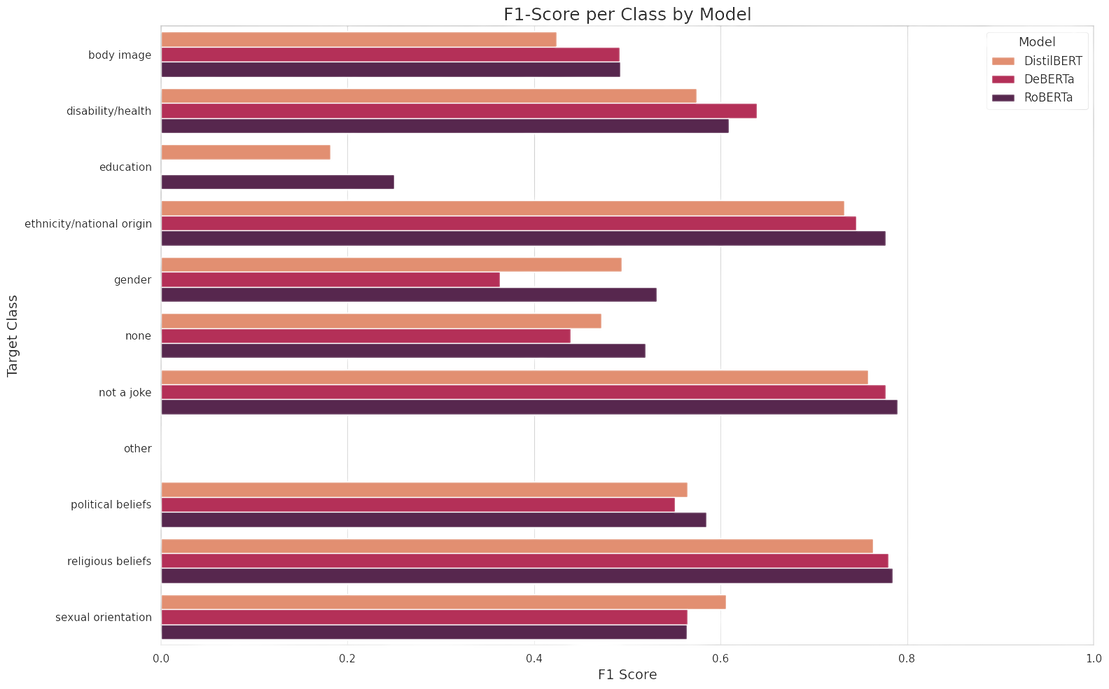 F1-Score per Class by Model
Model
DistilBERT
DeBERTa
RoBERTa
Target Class
body image
disability/health
education
ethnicity/national origin
gender
none
not a joke
other
political beliefs
religious beliefs
sexual orientation
0.0 0.2 0.4 0.6 0.8 1.0
F1 Score